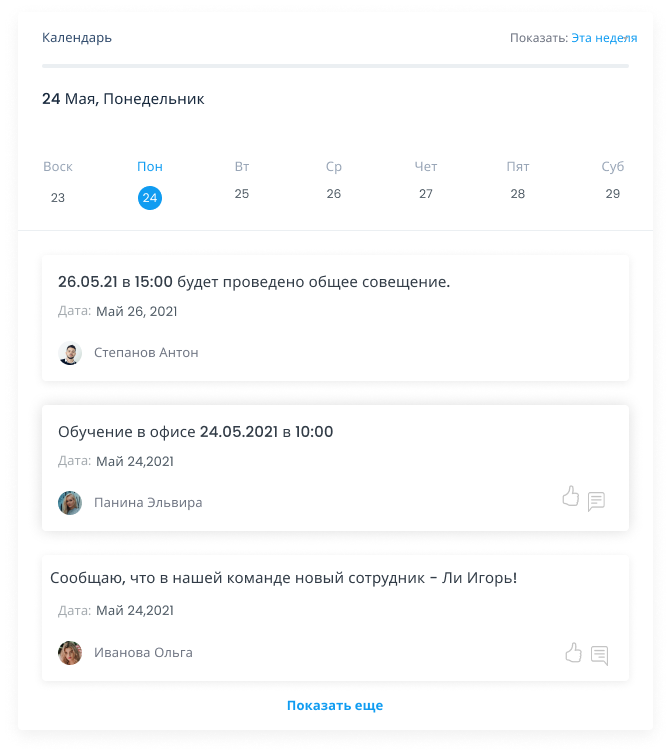 Календарь
Показать: Эта неделя
24 Мая, Понедельник
Воск Пон Вт Ср Чет Пят Суб
23 24 25 26 27 28 29
26.05.21 в 15:00 будет проведено общее совещение.
Дата: Май 26, 2021
Степанов Антон
Обучение в офисе 24.05.2021 в 10:00
Дата: Май 24,2021
Панина Эльвира
Сообщаю, что в нашей команде новый сотрудник - Ли Игорь!
Дата: Май 24,2021
Иванова Ольга
Показать еще